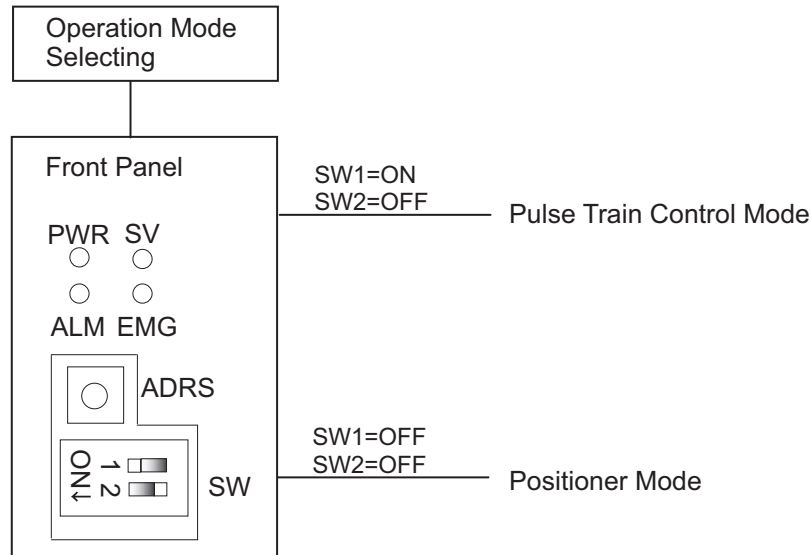 Operation Mode
Selecting
Front Panel
SW1=ON
SW2=OFF
Pulse Train Control Mode
PWR SV
ALM EMG
ADRS
SW1=OFF
SW2=OFF
Positioner Mode
ON↓
1
2
SW